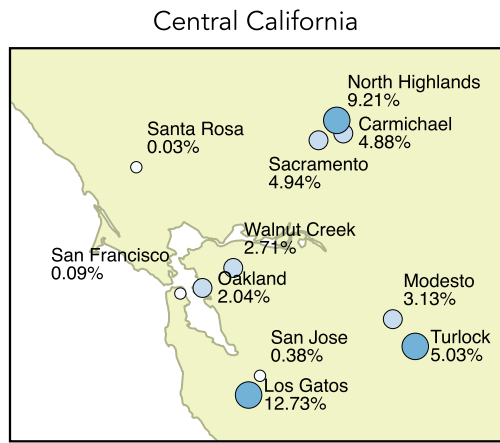 Central California
North Highlands
9.21%
Carmichael
4.88%
Santa Rosa
0.03%
Sacramento
4.94%
Walnut Creek
2.71%
San Francisco
0.09%
Oakland
2.04%
Modesto
3.13%
San Jose
0.38%
Turlock
5.03%
Los Gatos
12.73%